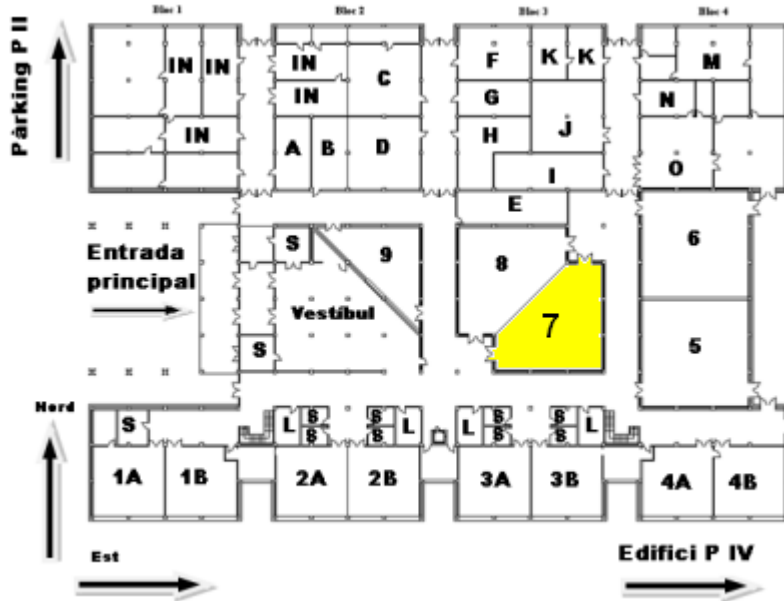 Bloc 1 Bloc 2 Bloc 3 Bloc 4
Pàrking P II
IN IN IN C F K K M
IN G N
IN A B D H J O
I
E
Entrada
principal
S 9 8 6
Vestíbul 7
S 5
Nord
S L S S L L S S L
S S S S
1A 1B 2A 2B 3A 3B 4A 4B
Est
Edifici P IV